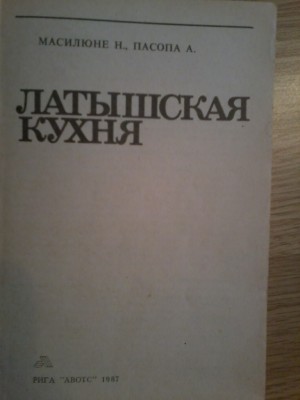 МАСИЛЮНЕ Н., ПАСОПА А.
ЛАТЫШСКАЯ
КУХНЯ
РИГА "АВОТС" 1987